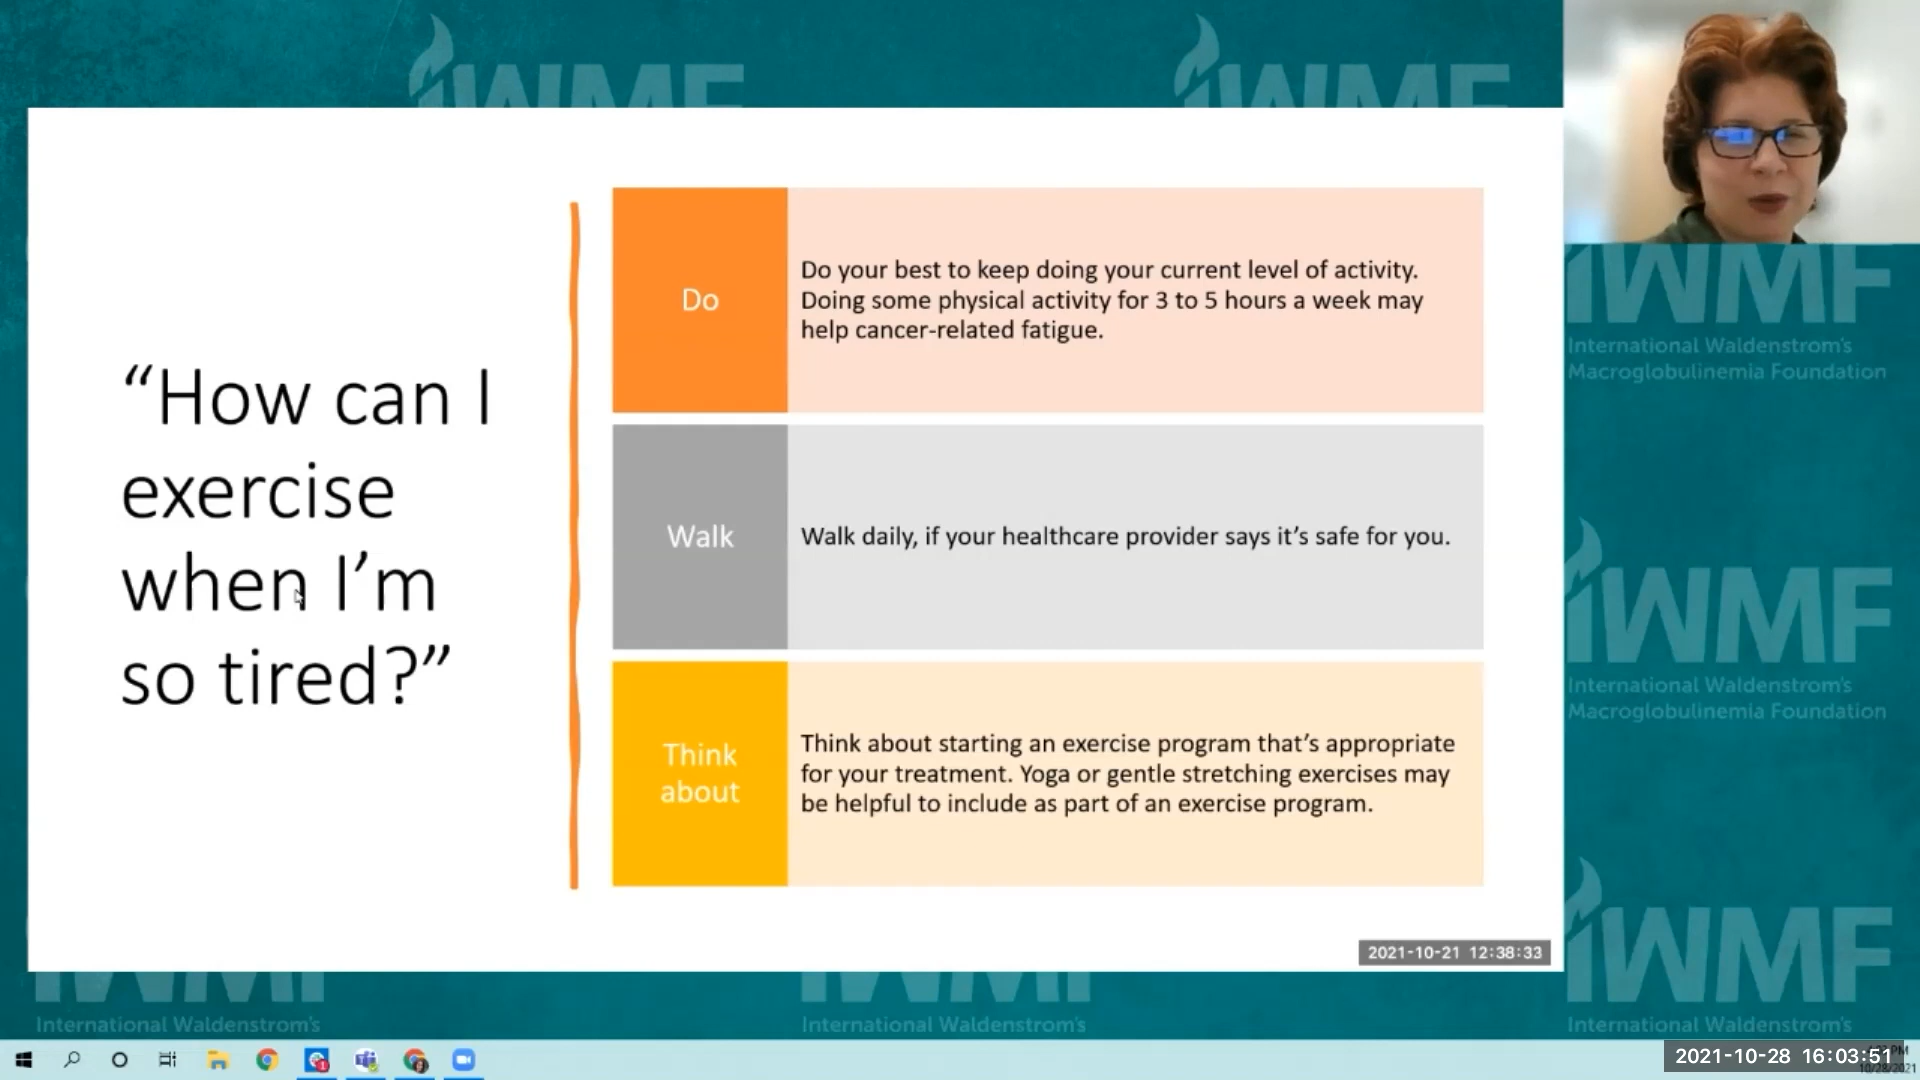 IWMF
IWMF
“How can I
exercise
when I’m
so tired?”
Do
Do your best to keep doing your current level of activity.
Doing some physical activity for 3 to 5 hours a week may
help cancer-related fatigue.
Walk
Walk daily, if your healthcare provider says it’s safe for you.
Think
about
Think about starting an exercise program that’s appropriate
for your treatment. Yoga or gentle stretching exercises may
be helpful to include as part of an exercise program.
2021-10-21 12:38:33
IWMF
International Waldenstrom's
Macroglobulinemia Foundation
IWMF
International Waldenstrom's
Macroglobulinemia Foundation
IWMF
International Waldenstrom's
IWMF
International Waldenstrom's
IWMF
International Waldenstrom's
2021-10-28 16:03:51